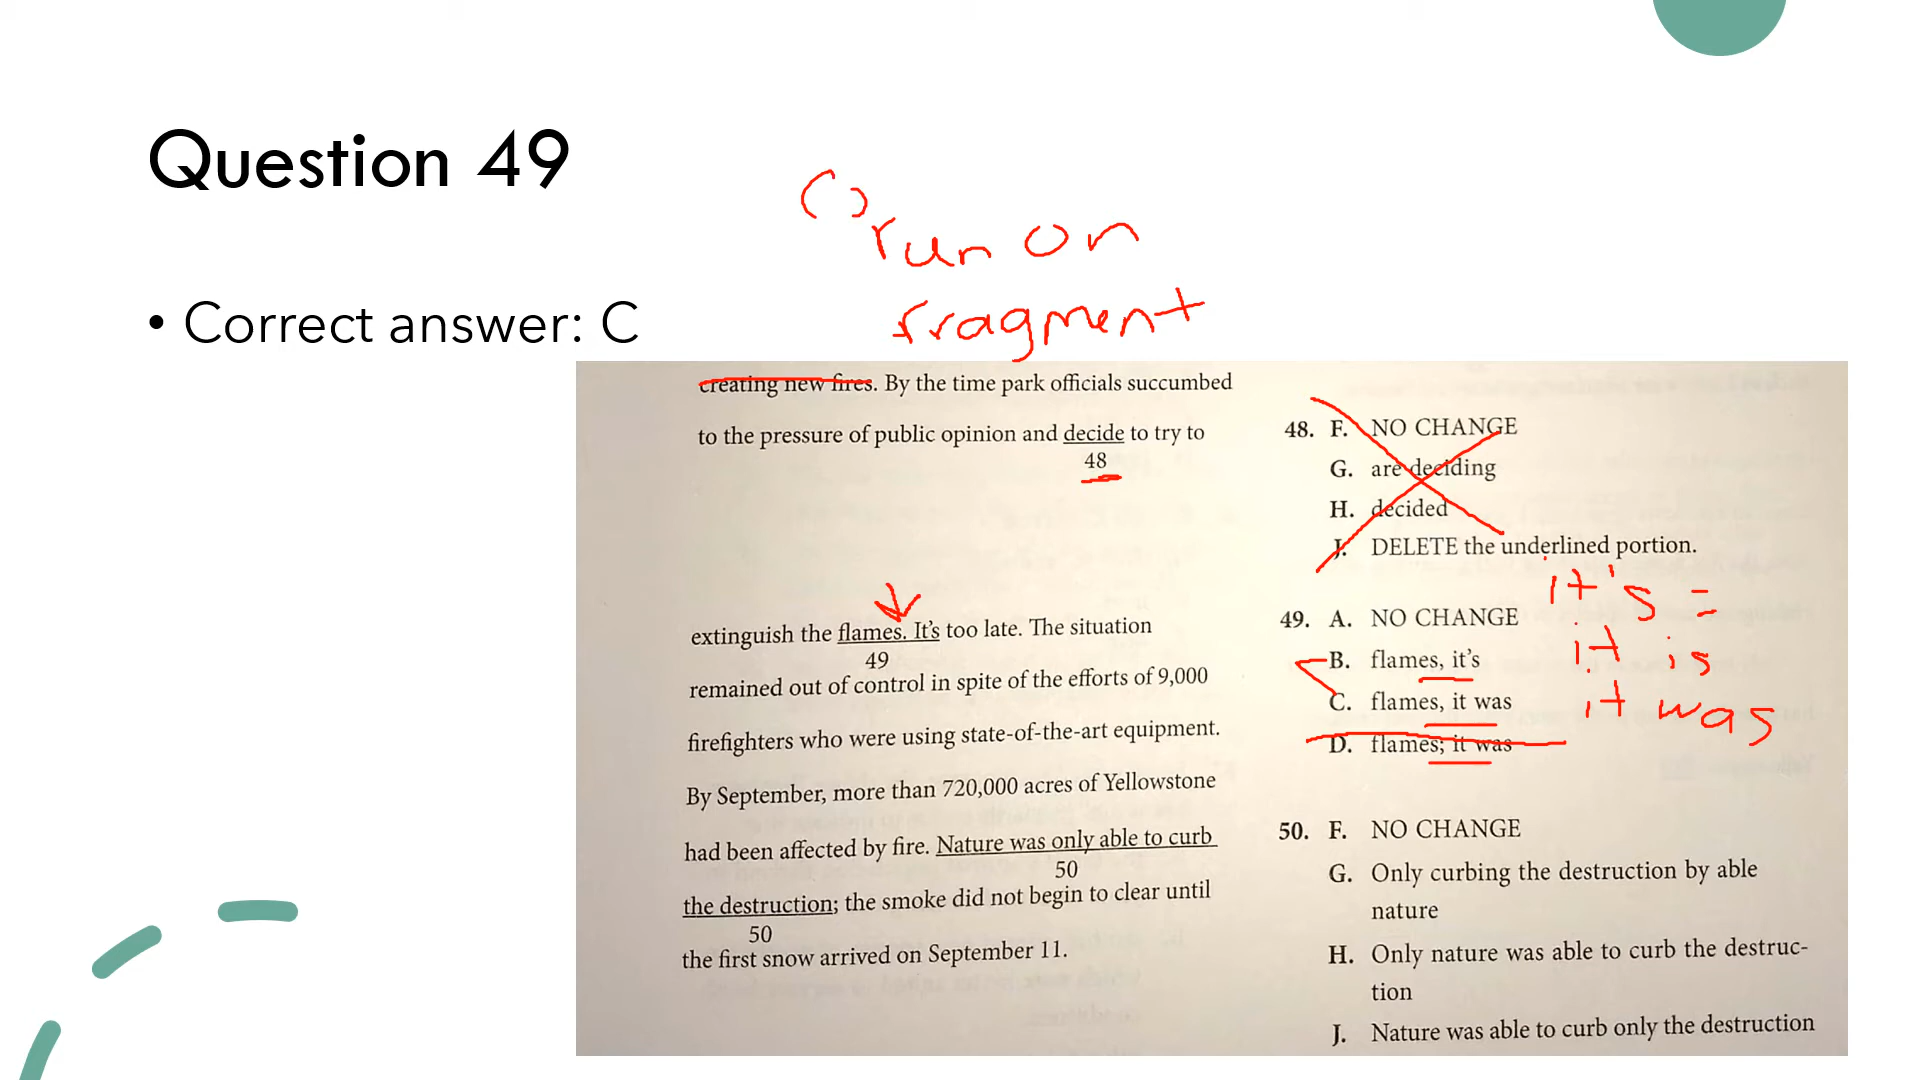 Question 49
• Correct answer: C
( )
run on
fragment
creating new fires. By the time park officials succumbed
to the pressure of public opinion and decide to try to
48
extinguish the flames. It's too late. The situation
49
remained out of control in spite of the efforts of 9,000
firefighters who were using state-of-the-art equipment.
By September, more than 720,000 acres of Yellowstone
had been affected by fire. Nature was only able to curb
50
the destruction; the smoke did not begin to clear until
50
the first snow arrived on September 11.
48. F. NO CHANGE
G. are deciding
H. decided
J. DELETE the underlined portion.
49. A. NO CHANGE
B. flames, it's
C. flames, it was
D. flames; it was
it's =
it is
it was
50. F. NO CHANGE
G. Only curbing the destruction by able
nature
H. Only nature was able to curb the destruc-
tion
J. Nature was able to curb only the destruction